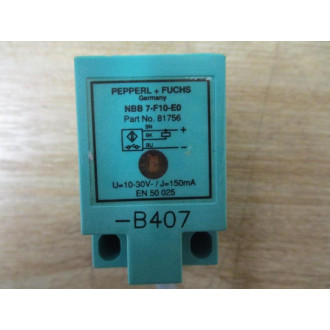 PEPPERL + FUCHS
Germany
NBB 7-F10-E0
Part No. 81756
BN
+
BK
BU
−
U=10-30V- / J=150mA
EN 50 025
-B407